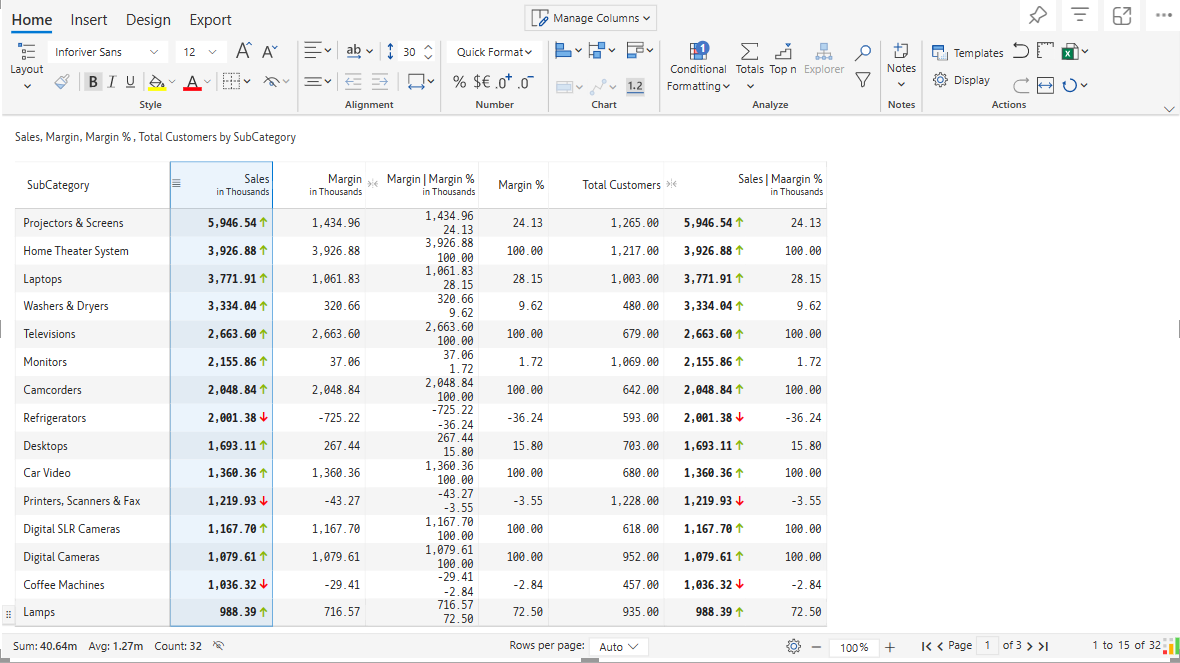 Home Insert Design Export Manage Columns
Inforiver Sans 12 ab 30 Quick Format 1
Layout B I U A % $€ .0+ .0- 1.2 Conditional Formatting Totals Top n Explorer Notes Templates Display
Style Alignment Number Chart Analyze Notes Actions
Sales, Margin, Margin % , Total Customers by SubCategory
SubCategory Sales in Thousands Margin in Thousands Margin | Margin % in Thousands Margin % Total Customers Sales | Maargin % in Thousands
Projectors & Screens 5,946.54 1,434.96 1,434.96 24.13 24.13 1,265.00 5,946.54 24.13
Home Theater System 3,926.88 3,926.88 3,926.88 100.00 100.00 1,217.00 3,926.88 100.00
Laptops 3,771.91 1,061.83 1,061.83 28.15 28.15 1,003.00 3,771.91 28.15
Washers & Dryers 3,334.04 320.66 320.66 9.62 9.62 480.00 3,334.04 9.62
Televisions 2,663.60 2,663.60 2,663.60 100.00 100.00 679.00 2,663.60 100.00
Monitors 2,155.86 37.06 37.06 1.72 1.72 1,069.00 2,155.86 1.72
Camcorders 2,048.84 2,048.84 2,048.84 100.00 100.00 642.00 2,048.84 100.00
Refrigerators 2,001.38 -725.22 -725.22 -36.24 -36.24 593.00 2,001.38 -36.24
Desktops 1,693.11 267.44 267.44 15.80 15.80 703.00 1,693.11 15.80
Car Video 1,360.36 1,360.36 1,360.36 100.00 100.00 680.00 1,360.36 100.00
Printers, Scanners & Fax 1,219.93 -43.27 -43.27 -3.55 -3.55 1,228.00 1,219.93 -3.55
Digital SLR Cameras 1,167.70 1,167.70 1,167.70 100.00 100.00 618.00 1,167.70 100.00
Digital Cameras 1,079.61 1,079.61 1,079.61 100.00 100.00 952.00 1,079.61 100.00
Coffee Machines 1,036.32 -29.41 -29.41 -2.84 -2.84 457.00 1,036.32 -2.84
Lamps 988.39 716.57 716.57 72.50 72.50 935.00 988.39 72.50
Sum: 40.64m Avg: 1.27m Count: 32 Rows per page: Auto 100% Page 1 of 3 1 to 15 of 32